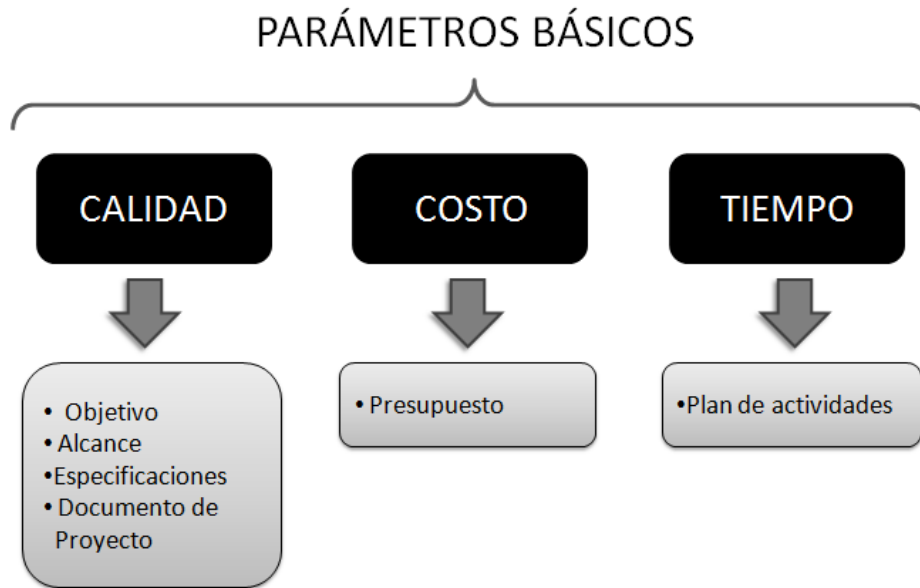 PARÁMETROS BÁSICOS
CALIDAD
COSTO
TIEMPO
• Objetivo
• Alcance
•Especificaciones
• Documento de
Proyecto
• Presupuesto
•Plan de actividades